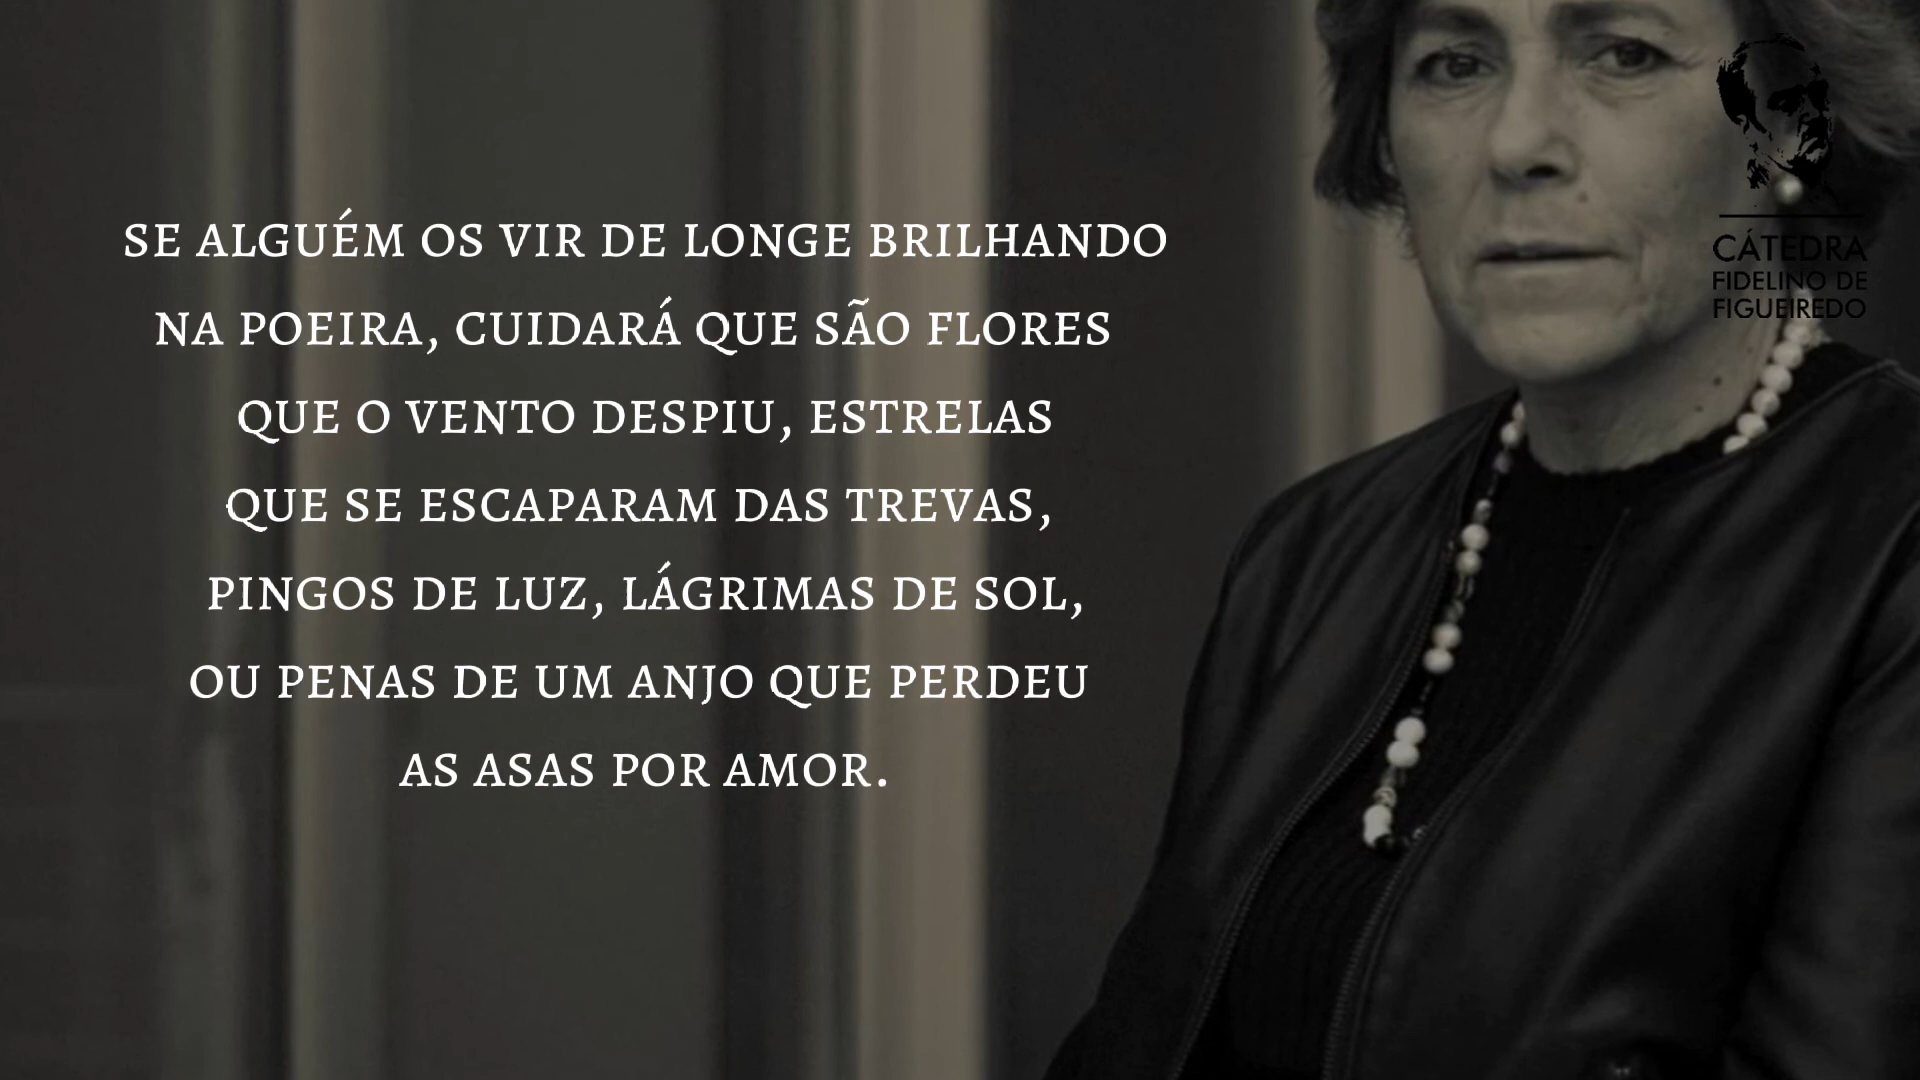 SE ALGUÉM OS VIR DE LONGE BRILHANDO
NA POEIRA, CUIDARÁ QUE SÃO FLORES
QUE O VENTO DESPIU, ESTRELAS
QUE SE ESCAPARAM DAS TREVAS,
PINGOS DE LUZ, LÁGRIMAS DE SOL,
OU PENAS DE UM ANJO QUE PERDEU
AS ASAS POR AMOR.
CÁTEDRA
FIDELINO DE
FIGUEIREDO